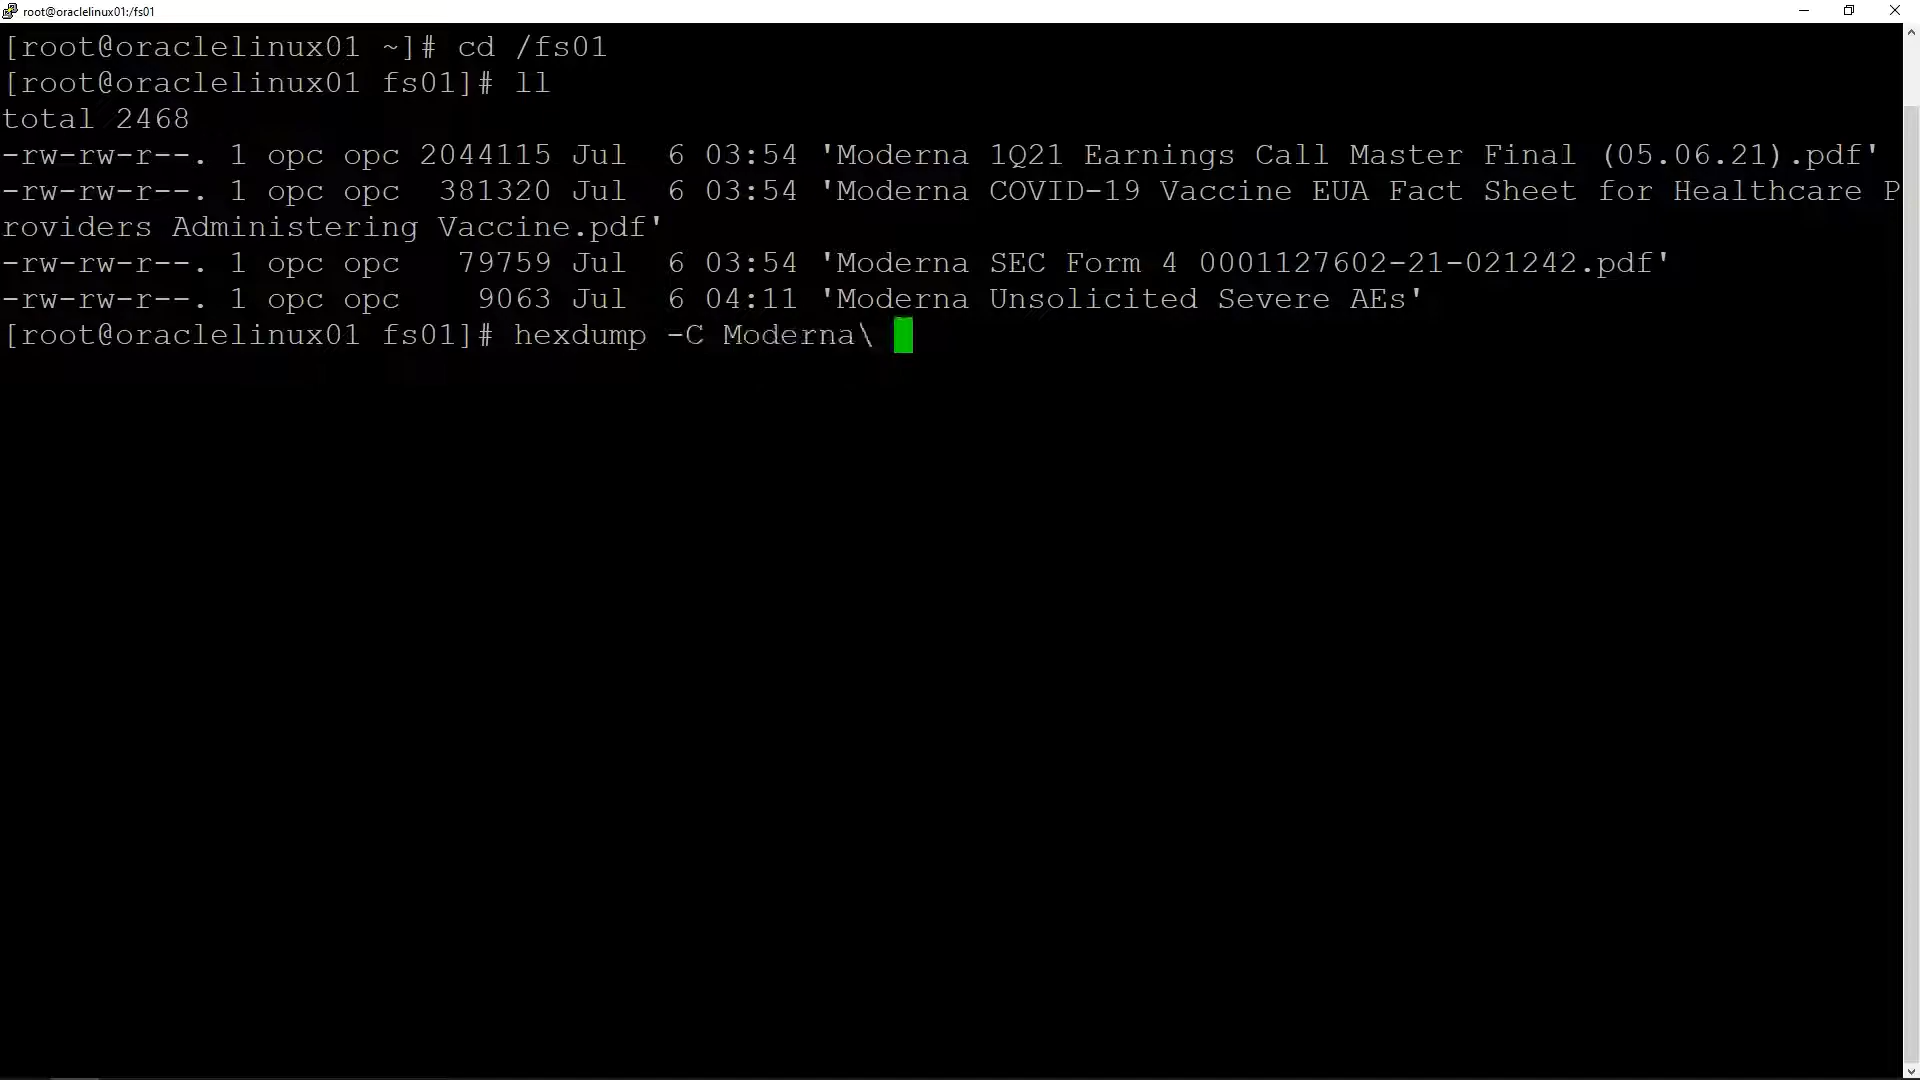 root@oraclelinux01:/fs01
[root@oraclelinux01 ~]# cd /fs01
[root@oraclelinux01 fs01]# ll
total 2468
-rw-rw-r--. 1 opc opc 2044115 Jul  6 03:54 'Moderna 1Q21 Earnings Call Master Final (05.06.21).pdf'
-rw-rw-r--. 1 opc opc  381320 Jul  6 03:54 'Moderna COVID-19 Vaccine EUA Fact Sheet for Healthcare P
roviders Administering Vaccine.pdf'
-rw-rw-r--. 1 opc opc   79759 Jul  6 03:54 'Moderna SEC Form 4 0001127602-21-021242.pdf'
-rw-rw-r--. 1 opc opc    9063 Jul  6 04:11 'Moderna Unsolicited Severe AEs'
[root@oraclelinux01 fs01]# hexdump -C Moderna\